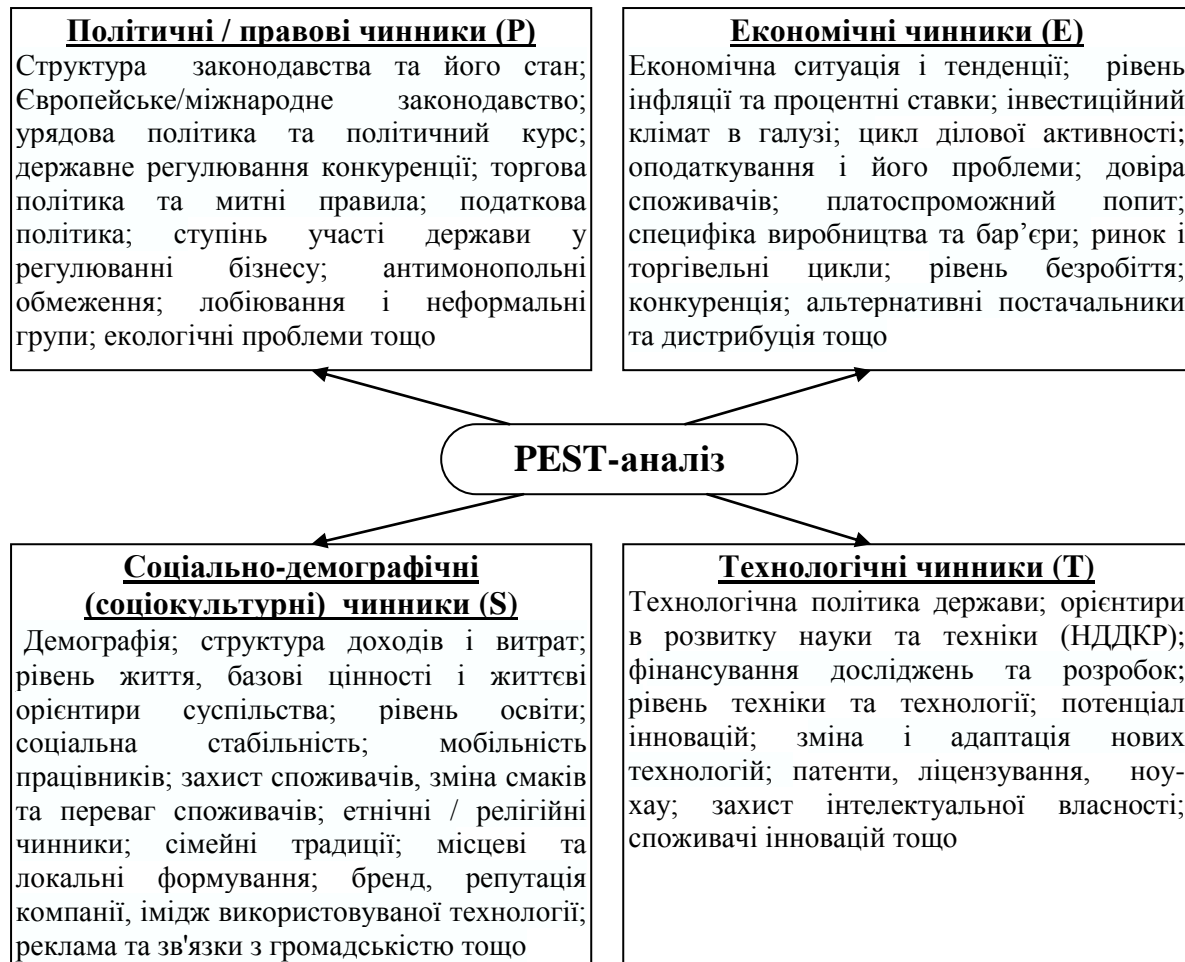 Політичні / правові чинники (P)
Структура законодавства та його стан;
Європейське/міжнародне законодавство;
урядова політика та політичний курс;
державне регулювання конкуренції; торгова
політика та митні правила; податкова
політика; ступінь участі держави у
регулюванні бізнесу; антимонопольні
обмеження; лобіювання і неформальні
групи; екологічні проблеми тощо
Економічні чинники (E)
Економічна ситуація і тенденції; рівень
інфляції та процентні ставки; інвестиційний
клімат в галузі; цикл ділової активності;
оподаткування і його проблеми; довіра
споживачів; платоспроможний попит;
специфіка виробництва та бар’єри; ринок і
торгівельні цикли; рівень безробіття;
конкуренція; альтернативні постачальники
та дистрибуція тощо
PEST-аналіз
Соціально-демографічні
(соціокультурні) чинники (S)
Демографія; структура доходів і витрат;
рівень життя, базові цінності і життєві
орієнтири суспільства; рівень освіти;
соціальна стабільність; мобільність
працівників; захист споживачів, зміна смаків
та переваг споживачів; етнічні / релігійні
чинники; сімейні традиції; місцеві та
локальні формування; бренд, репутація
компанії, імідж використовуваної технології;
реклама та зв'язки з громадськістю тощо
Технологічні чинники (T)
Технологічна політика держави; орієнтири
в розвитку науки та техніки (НДДКР);
фінансування досліджень та розробок;
рівень техніки та технології; потенціал
інновацій; зміна і адаптація нових
технологій; патенти, ліцензування, ноу-
хау; захист інтелектуальної власності;
споживачі інновацій тощо